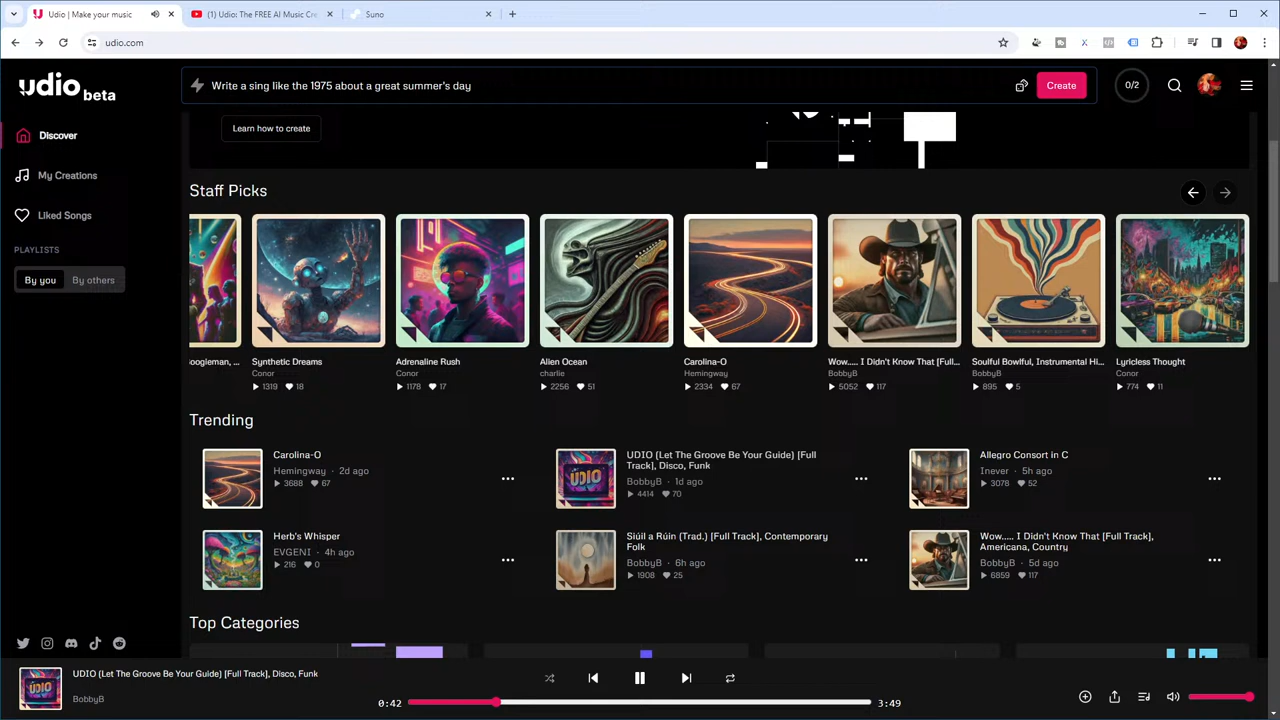 Udio | Make your music
(1) Udio: The FREE AI Music Cre
Suno
udio.com
udio beta
Write a sing like the 1975 about a great summer's day
Create
0/2
Discover
My Creations
Liked Songs
PLAYLISTS
By you
By others
Learn how to create
Staff Picks
oogieman, ...
Synthetic Dreams
Conor
1319 18
Adrenaline Rush
Conor
1178 17
Alien Ocean
charlie
2256 51
Carolina-O
Hemingway
2334 67
Wow..... I Didn't Know That [Full...
BobbyB
5052 117
Soulful Bowlful, Instrumental Hi...
BobbyB
895 5
Lyricless Thought
Conor
774 11
Trending
Carolina-O
Hemingway · 2d ago
3688 67
UDIO (Let The Groove Be Your Guide) [Full
Track], Disco, Funk
BobbyB · 1d ago
4414 70
UDIO
Allegro Consort in C
Inever · 5h ago
3078 52
Herb's Whisper
EVGENI · 4h ago
216 0
Siúil a Rúin (Trad.) [Full Track], Contemporary
Folk
BobbyB · 6h ago
1908 25
Wow..... I Didn't Know That [Full Track],
Americana, Country
BobbyB · 5d ago
6859 117
Top Categories
UDIO
UDIO (Let The Groove Be Your Guide) [Full Track], Disco, Funk
BobbyB
0:42
3:49